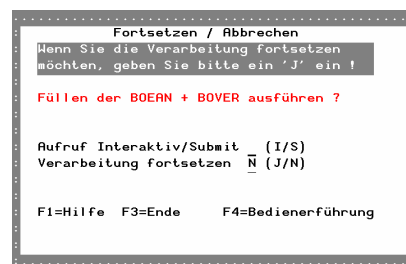 Fortsetzen / Abbrechen
Wenn Sie die Verarbeitung fortsetzen
möchten, geben Sie bitte ein 'J' ein !
Füllen der BOEAN + BOVER ausführen ?
Aufruf Interaktiv/Submit _ (I/S)
Verarbeitung fortsetzen N (J/N)
F1=Hilfe F3=Ende F4=Bedienerführung